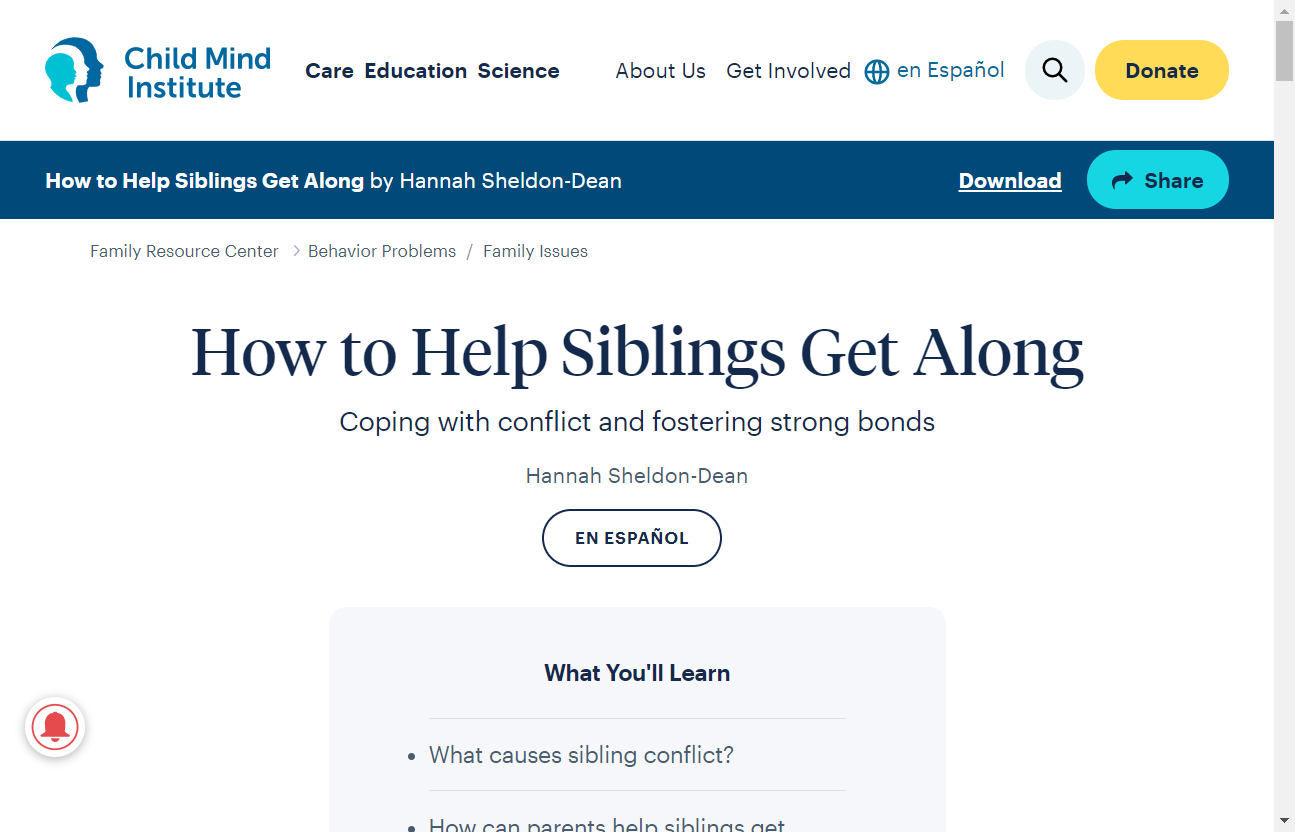 Child Mind
Institute
Care Education Science
About Us Get Involved en Español
Donate
How to Help Siblings Get Along by Hannah Sheldon-Dean
Download
Share
Family Resource Center > Behavior Problems / Family Issues
How to Help Siblings Get Along
Coping with conflict and fostering strong bonds
Hannah Sheldon-Dean
EN ESPAÑOL
What You'll Learn
• What causes sibling conflict?
• How can parents help siblings get